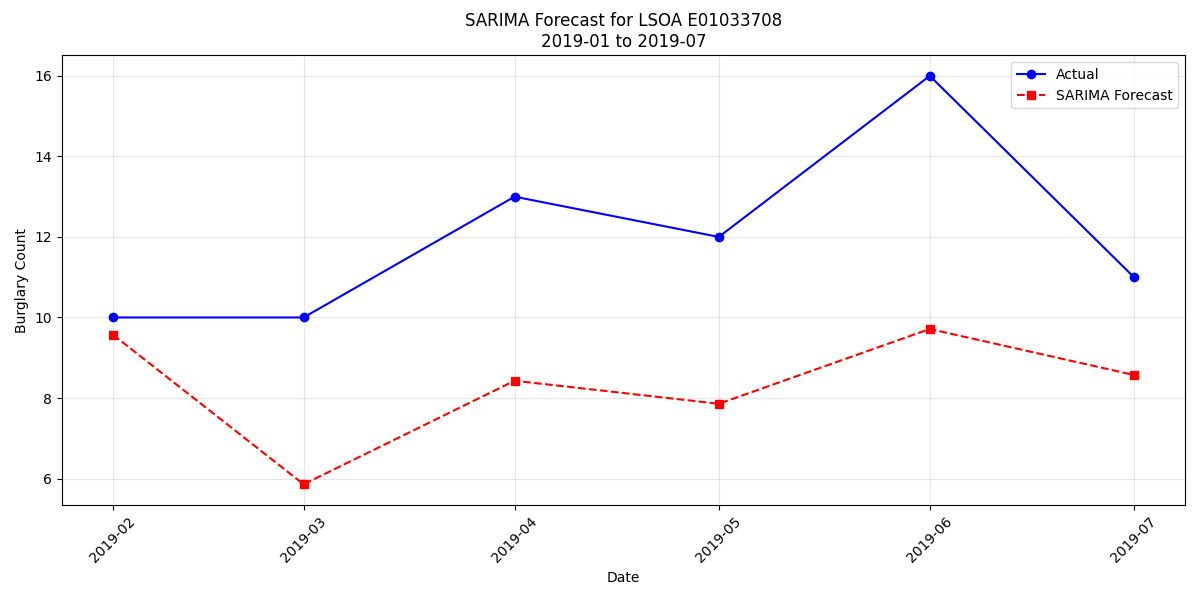 SARIMA Forecast for LSOA E01033708
2019-01 to 2019-07
Actual
SARIMA Forecast
Burglary Count
16
14
12
10
8
6
2019-02
2019-03
2019-04
2019-05
2019-06
2019-07
Date